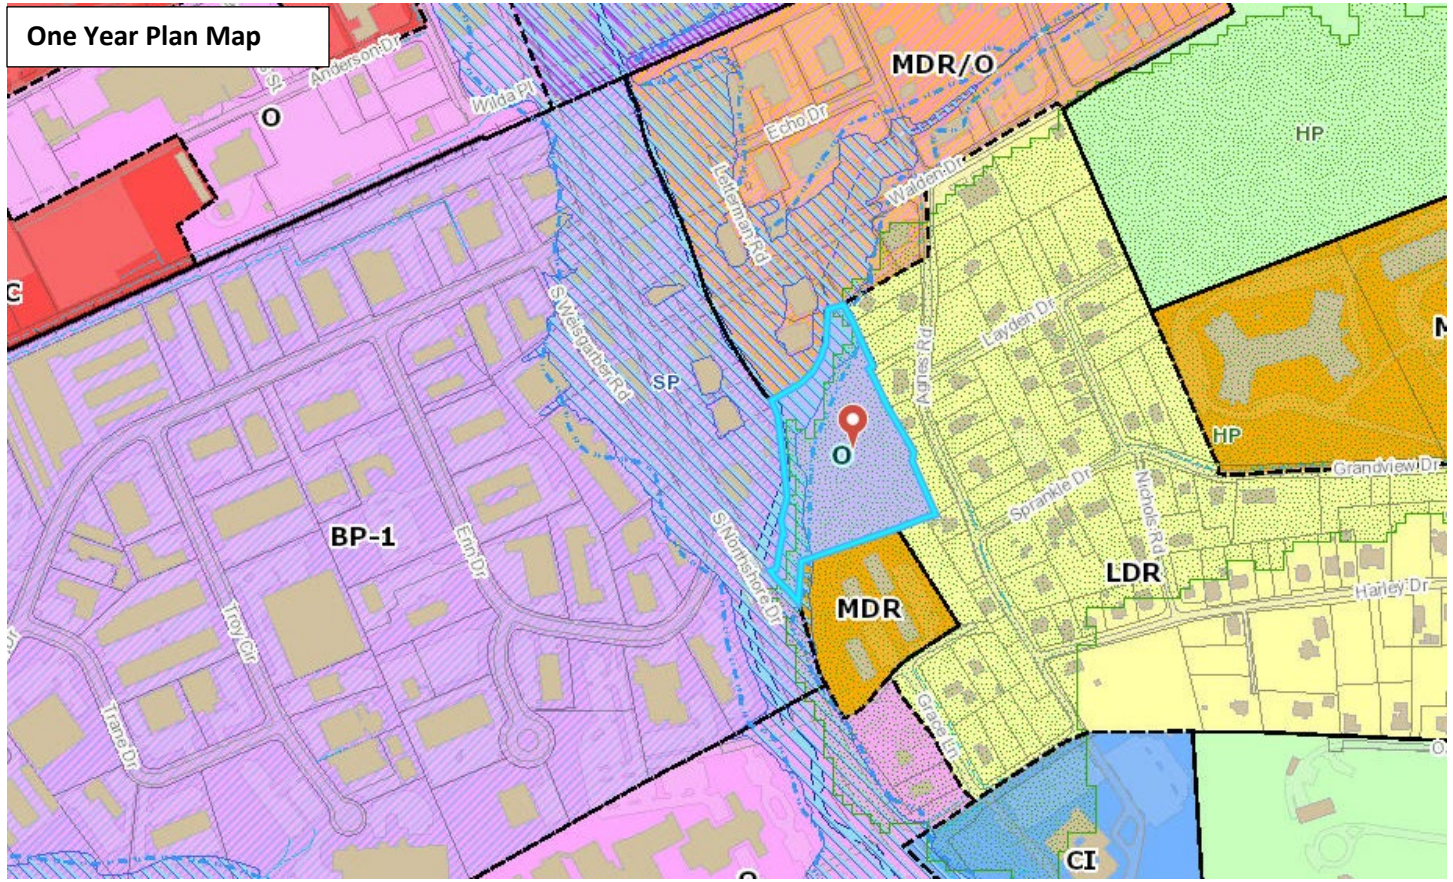 One Year Plan Map
Anderson Dr
O
Wilda Pl
MDR/O
Echo Dr
HP
Walden Dr
Letterman Rd
C
S Weisgarber Rd
SP
Layden Dr
Agnes Rd
O
HP
Grandview Dr
Sprankle Dr
Nichols Rd
BP-1
Erin Dr
S Northshore Dr
LDR
Harley Dr
MDR
Troy Cir
Trane Dr
Grace Ln
CI